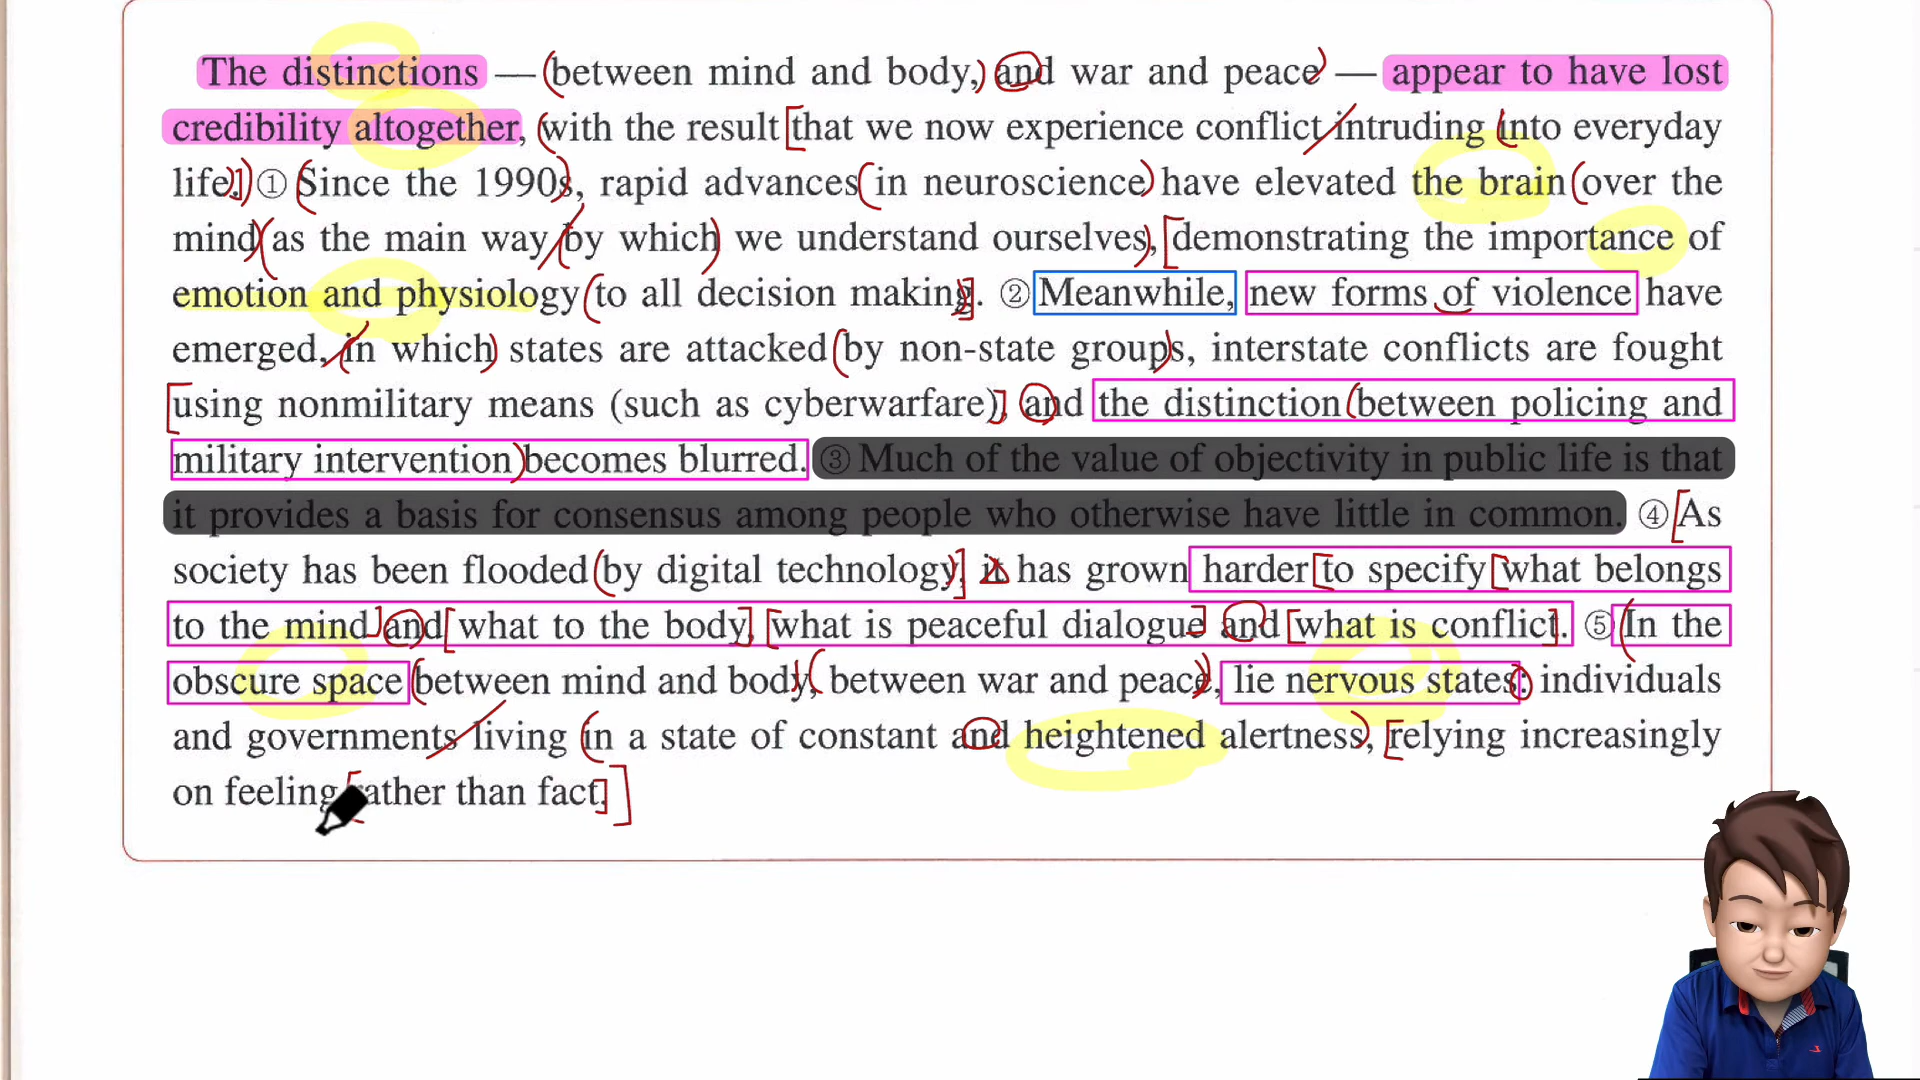 The distinctions — between mind and body, and war and peace — appear to have lost
credibility altogether, with the result that we now experience conflict intruding into everyday
life. ① Since the 1990s, rapid advances in neuroscience have elevated the brain over the
mind as the main way by which we understand ourselves, demonstrating the importance of
emotion and physiology to all decision making. ② Meanwhile, new forms of violence have
emerged, in which states are attacked by non-state groups, interstate conflicts are fought
using nonmilitary means (such as cyberwarfare), and the distinction between policing and
military intervention becomes blurred. ③ Much of the value of objectivity in public life is that
it provides a basis for consensus among people who otherwise have little in common. ④ As
society has been flooded by digital technology, it has grown harder to specify what belongs
to the mind and what to the body, what is peaceful dialogue and what is conflict. ⑤ In the
obscure space between mind and body, between war and peace, lie nervous states: individuals
and governments living in a state of constant and heightened alertness, relying increasingly
on feeling rather than fact.